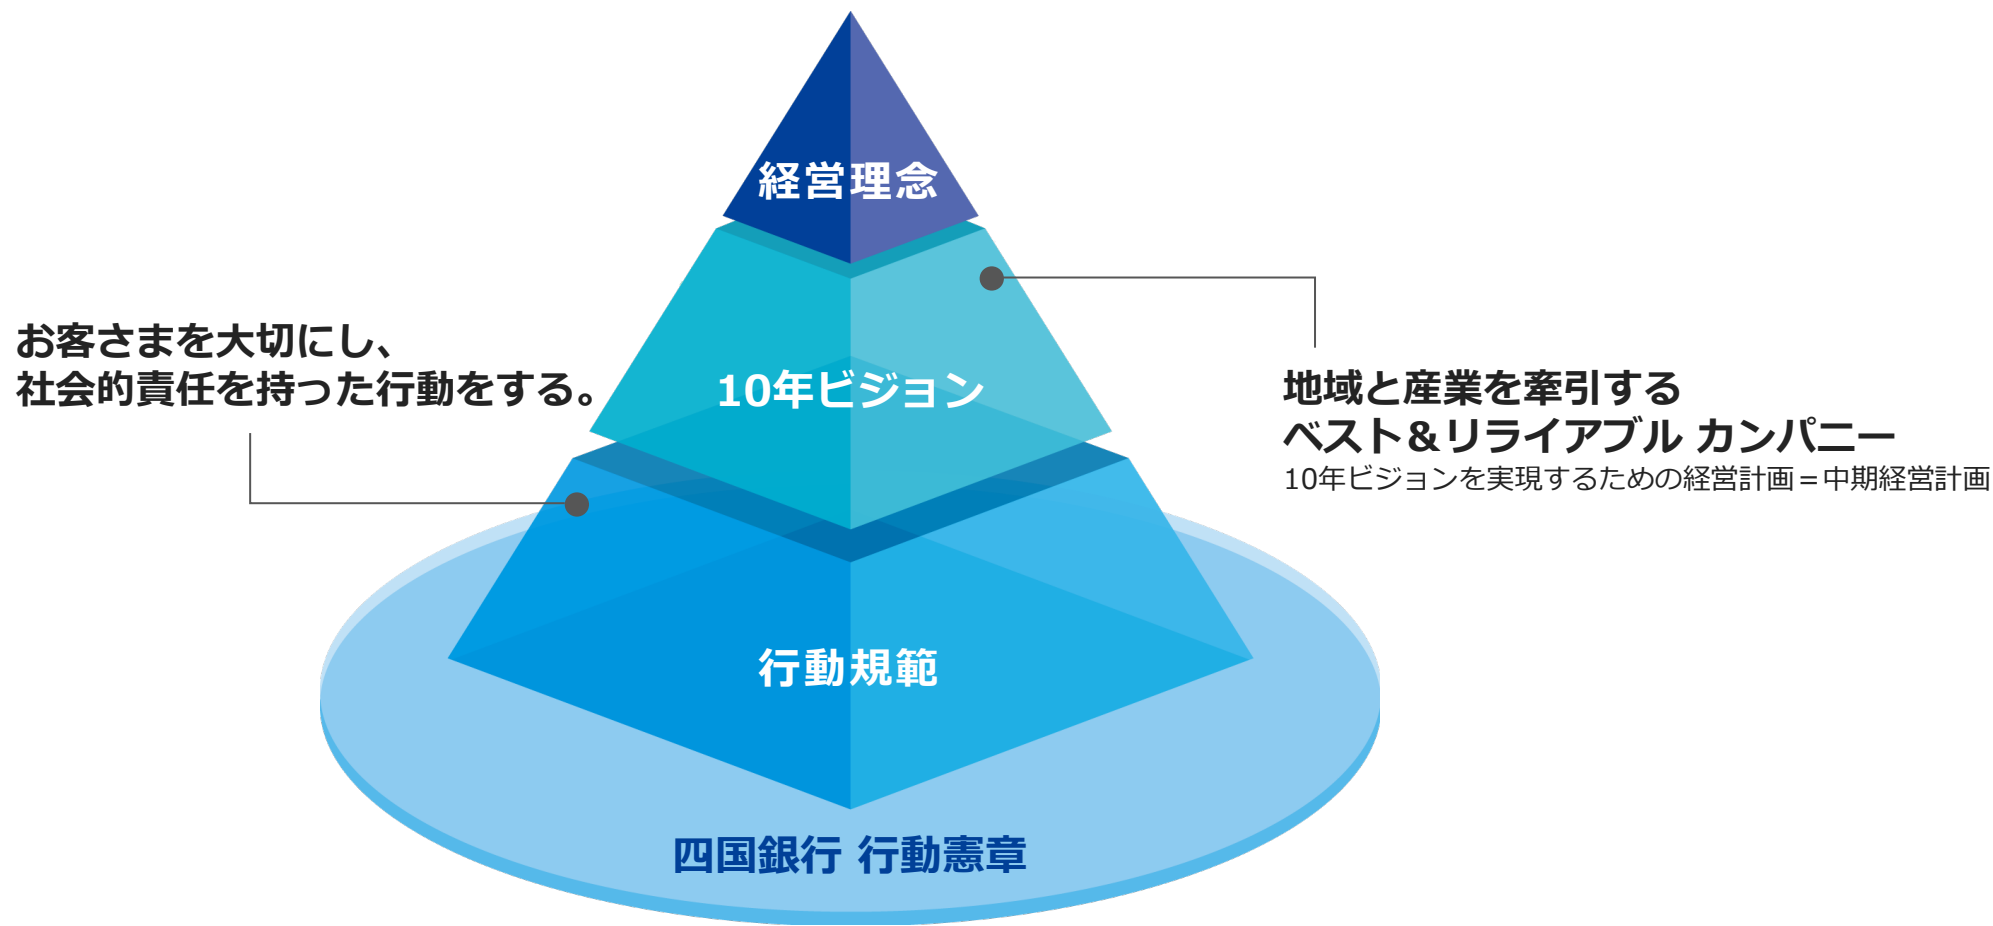 経営理念
お客さまを大切にし、
社会的責任を持った行動をする。
10年ビジョン
地域と産業を牽引する
ベスト＆リライアブル カンパニー
10年ビジョンを実現するための経営計画＝中期経営計画
行動規範
四国銀行 行動憲章